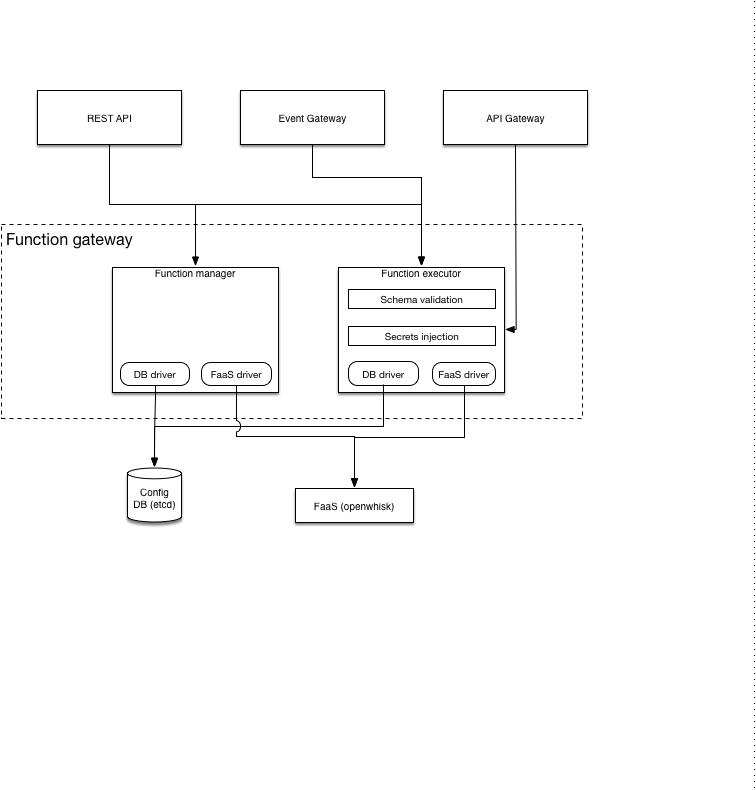 REST API
Event Gateway
API Gateway
Function gateway
Function manager
Function executor
Schema validation
Secrets injection
DB driver
FaaS driver
DB driver
FaaS driver
Config
DB (etcd)
FaaS (openwhisk)